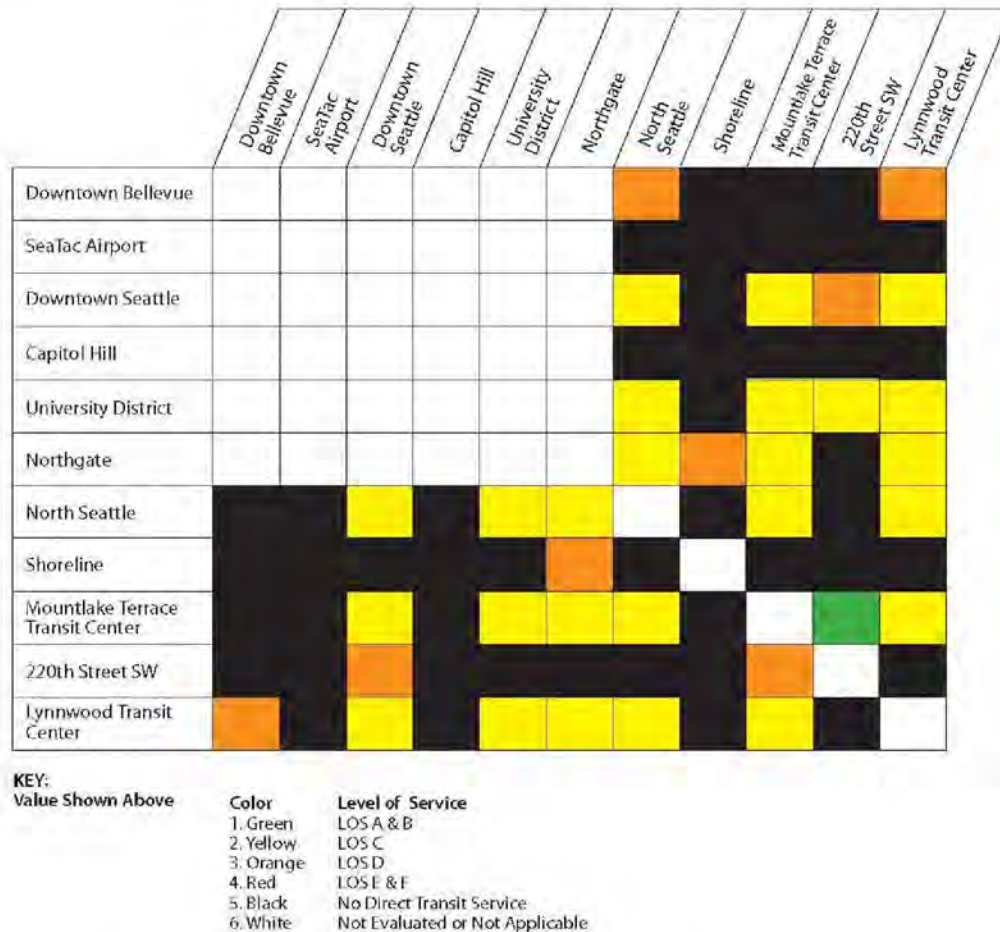 Downtown
Bellevue
SeaTac
Airport
Downtown
Seattle
Capitol Hill
University
District
Northgate
North
Seattle
Shoreline
Mountlake Terrace
Transit Center
220th
Street SW
Lynnwood
Transit Center
Downtown Bellevue
SeaTac Airport
Downtown Seattle
Capitol Hill
University District
Northgate
North Seattle
Shoreline
Mountlake Terrace
Transit Center
220th Street SW
Lynnwood Transit
Center
KEY:
Value Shown Above
Color Level of Service
1. Green LOS A & B
2. Yellow LOS C
3. Orange LOS D
4. Red LOS E & F
5. Black No Direct Transit Service
6. White Not Evaluated or Not Applicable